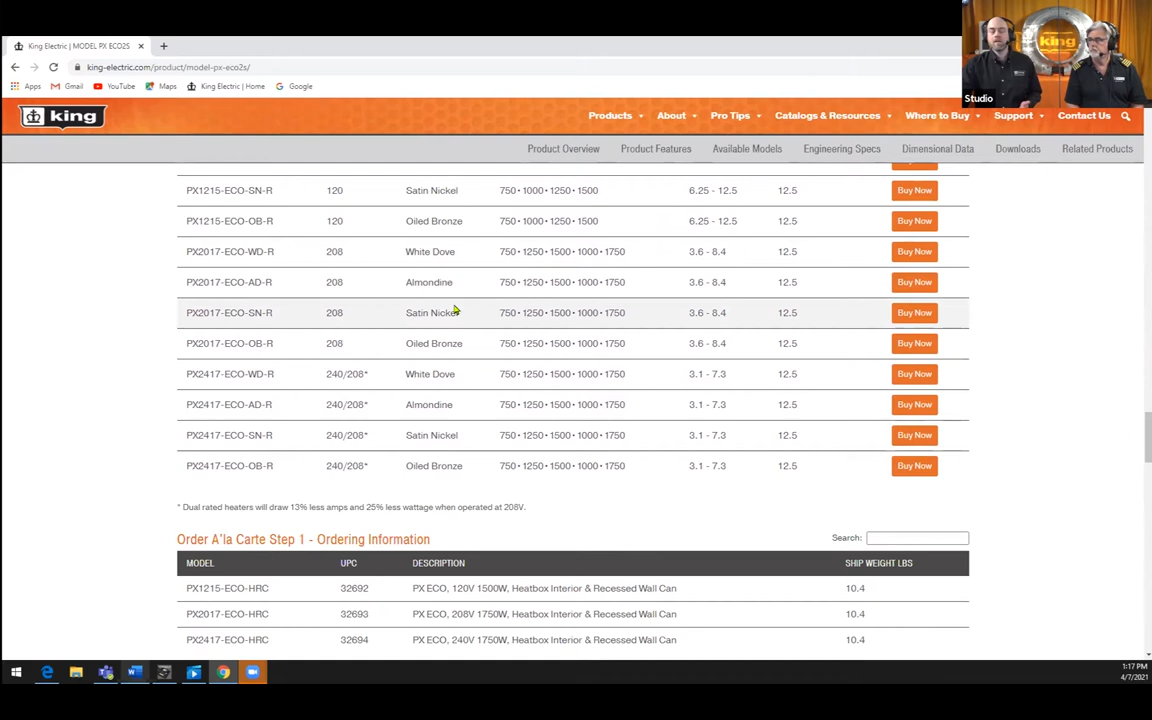 King Electric | MODEL PX ECO2S
king-electric.com/product/model-px-eco2s/
Apps Gmail YouTube Maps King Electric | Home Google
king
Studio
king
Products About Pro Tips Catalogs & Resources Where to Buy Support Contact Us
Product Overview Product Features Available Models Engineering Specs Dimensional Data Downloads Related Products
PX1215-ECO-SN-R 120 Satin Nickel 750•1000•1250•1500 6.25 - 12.5 12.5 Buy Now
PX1215-ECO-OB-R 120 Oiled Bronze 750•1000•1250•1500 6.25 - 12.5 12.5 Buy Now
PX2017-ECO-WD-R 208 White Dove 750•1250•1500•1000•1750 3.6 - 8.4 12.5 Buy Now
PX2017-ECO-AD-R 208 Almondine 750•1250•1500•1000•1750 3.6 - 8.4 12.5 Buy Now
PX2017-ECO-SN-R 208 Satin Nickel 750•1250•1500•1000•1750 3.6 - 8.4 12.5 Buy Now
PX2017-ECO-OB-R 208 Oiled Bronze 750•1250•1500•1000•1750 3.6 - 8.4 12.5 Buy Now
PX2417-ECO-WD-R 240/208* White Dove 750•1250•1500•1000•1750 3.1 - 7.3 12.5 Buy Now
PX2417-ECO-AD-R 240/208* Almondine 750•1250•1500•1000•1750 3.1 - 7.3 12.5 Buy Now
PX2417-ECO-SN-R 240/208* Satin Nickel 750•1250•1500•1000•1750 3.1 - 7.3 12.5 Buy Now
PX2417-ECO-OB-R 240/208* Oiled Bronze 750•1250•1500•1000•1750 3.1 - 7.3 12.5 Buy Now
* Dual rated heaters will draw 13% less amps and 25% less wattage when operated at 208V.
Order A'la Carte Step 1 - Ordering Information Search:
MODEL UPC DESCRIPTION SHIP WEIGHT LBS
PX1215-ECO-HRC 32692 PX ECO, 120V 1500W, Heatbox Interior & Recessed Wall Can 10.4
PX2017-ECO-HRC 32693 PX ECO, 208V 1750W, Heatbox Interior & Recessed Wall Can 10.4
PX2417-ECO-HRC 32694 PX ECO, 240V 1750W, Heatbox Interior & Recessed Wall Can 10.4
1:17 PM
4/7/2021